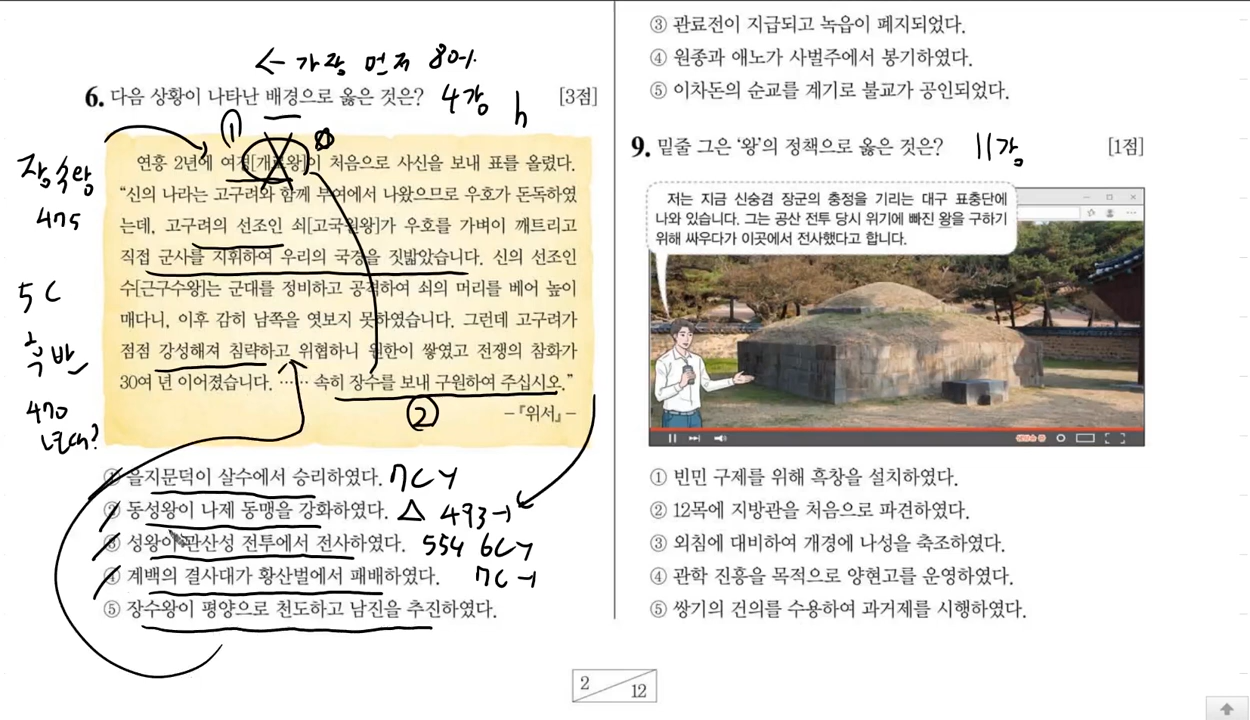 ← 가장 먼저 80%
6. 다음 상황이 나타난 배경으로 옳은 것은? 4강 h [3점]
①
장수왕
475
5C
후반
470
년대?
연흥 2년에 여경[개로왕]이 처음으로 사신을 보내 표를 올렸다.
“신의 나라는 고구려와 함께 부여에서 나왔으므로 우호가 돈독하였
는데, 고구려의 선조인 쇠[고국원왕]가 우호를 가벼이 깨트리고
직접 군사를 지휘하여 우리의 국경을 짓밟았습니다. 신의 선조인
수[근구수왕]는 군대를 정비하고 공격하여 쇠의 머리를 베어 높이
매다니, 이후 감히 남쪽을 엿보지 못하였습니다. 그런데 고구려가
점점 강성해져 침략하고 위협하니 원한이 쌓였고 전쟁의 참화가
30여 년 이어졌습니다. …… 속히 장수를 보내 구원하여 주십시오.”
②
－『위서』－
① 을지문덕이 살수에서 승리하였다. 7C
② 동성왕이 나제 동맹을 강화하였다. △ 493
③ 성왕이 관산성 전투에서 전사하였다. 554 6C
④ 계백의 결사대가 황산벌에서 패배하였다. 7C
⑤ 장수왕이 평양으로 천도하고 남진을 추진하였다.
③ 관료전이 지급되고 녹읍이 폐지되었다.
④ 원종과 애노가 사벌주에서 봉기하였다.
⑤ 이차돈의 순교를 계기로 불교가 공인되었다.
9. 밑줄 그은 ‘왕’의 정책으로 옳은 것은? 11강 [1점]
저는 지금 신숭겸 장군의 충정을 기리는 대구 표충단에
나와 있습니다. 그는 공산 전투 당시 위기에 빠진 왕을 구하기
위해 싸우다가 이곳에서 전사했다고 합니다.
① 빈민 구제를 위해 흑창을 설치하였다.
② 12목에 지방관을 처음으로 파견하였다.
③ 외침에 대비하여 개경에 나성을 축조하였다.
④ 관학 진흥을 목적으로 양현고를 운영하였다.
⑤ 쌍기의 건의를 수용하여 과거제를 시행하였다.
2
12